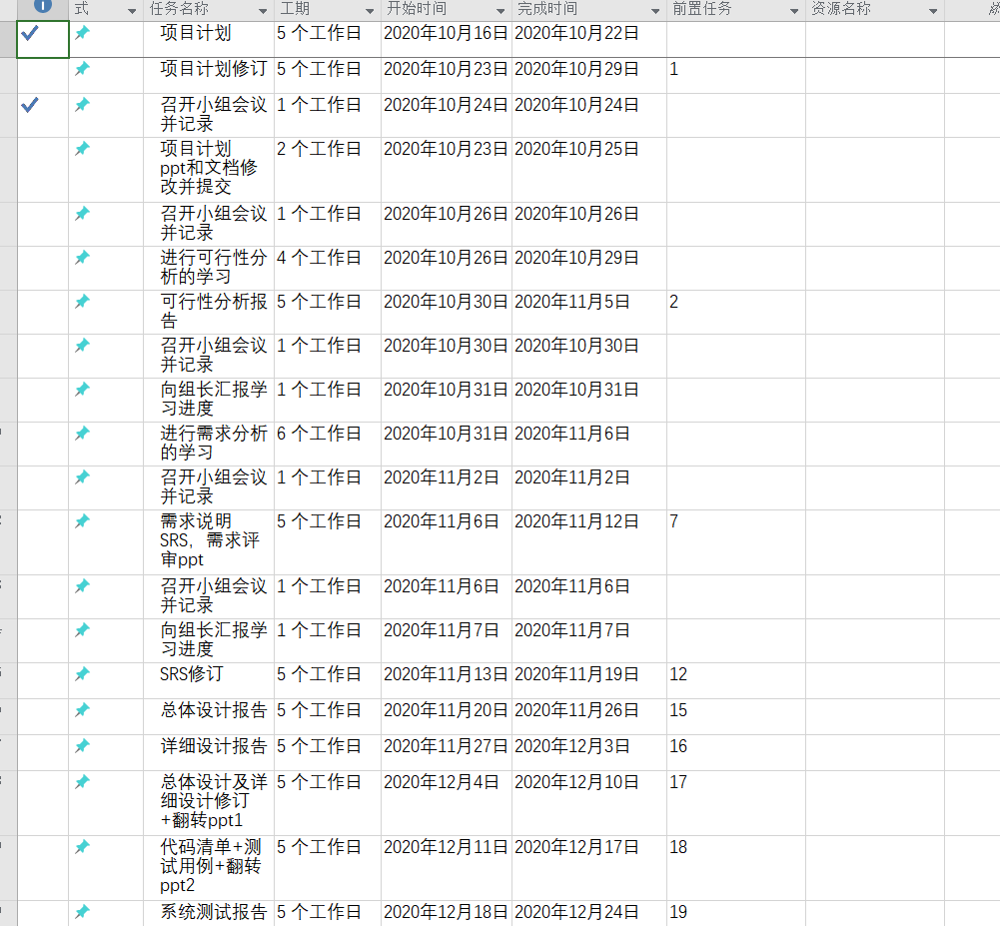 式 任务名称 工期 开始时间 完成时间 前置任务 资源名称
项目计划 5 个工作日 2020年10月16日 2020年10月22日
项目计划修订 5 个工作日 2020年10月23日 2020年10月29日 1
召开小组会议 1 个工作日 2020年10月24日 2020年10月24日
并记录
项目计划 2 个工作日 2020年10月23日 2020年10月25日
ppt和文档修
改并提交
召开小组会议 1 个工作日 2020年10月26日 2020年10月26日
并记录
进行可行性分 4 个工作日 2020年10月26日 2020年10月29日
析的学习
可行性分析报 5 个工作日 2020年10月30日 2020年11月5日 2
告
召开小组会议 1 个工作日 2020年10月30日 2020年10月30日
并记录
向组长汇报学 1 个工作日 2020年10月31日 2020年10月31日
习进度
进行需求分析 6 个工作日 2020年10月31日 2020年11月6日
的学习
召开小组会议 1 个工作日 2020年11月2日 2020年11月2日
并记录
需求说明 5 个工作日 2020年11月6日 2020年11月12日 7
SRS，需求评
审ppt
召开小组会议 1 个工作日 2020年11月6日 2020年11月6日
并记录
向组长汇报学 1 个工作日 2020年11月7日 2020年11月7日
习进度
SRS修订 5 个工作日 2020年11月13日 2020年11月19日 12
总体设计报告 5 个工作日 2020年11月20日 2020年11月26日 15
详细设计报告 5 个工作日 2020年11月27日 2020年12月3日 16
总体设计及详 5 个工作日 2020年12月4日 2020年12月10日 17
细设计修订
+翻转ppt1
代码清单+测 5 个工作日 2020年12月11日 2020年12月17日 18
试用例+翻转
ppt2
系统测试报告 5 个工作日 2020年12月18日 2020年12月24日 19